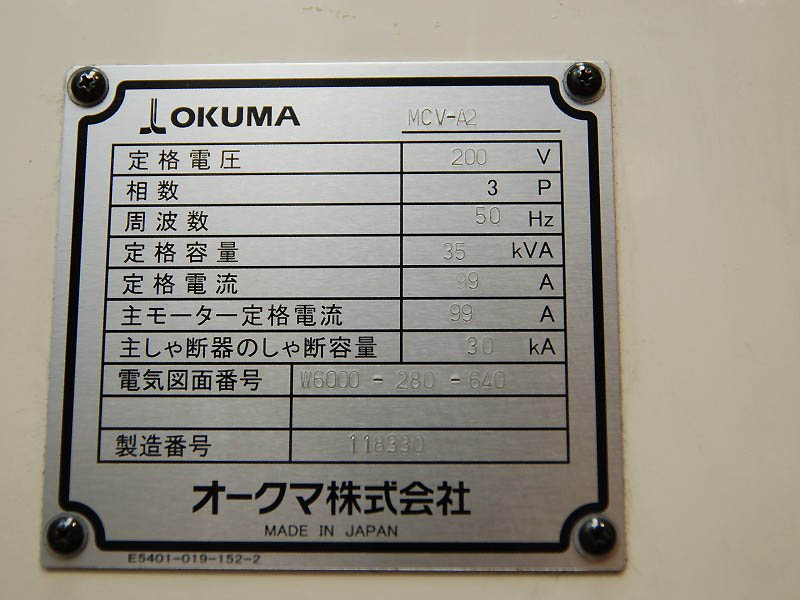 OKUMA MCV-A2
定格電圧 200 V
相数 3 P
周波数 50 Hz
定格容量 35 kVA
定格電流 99 A
主モーター定格電流 99 A
主しゃ断器のしゃ断容量 30 kA
電気図面番号 W6000-280-640
製造番号 118330
オークマ株式会社
MADE IN JAPAN
E5401-019-152-2